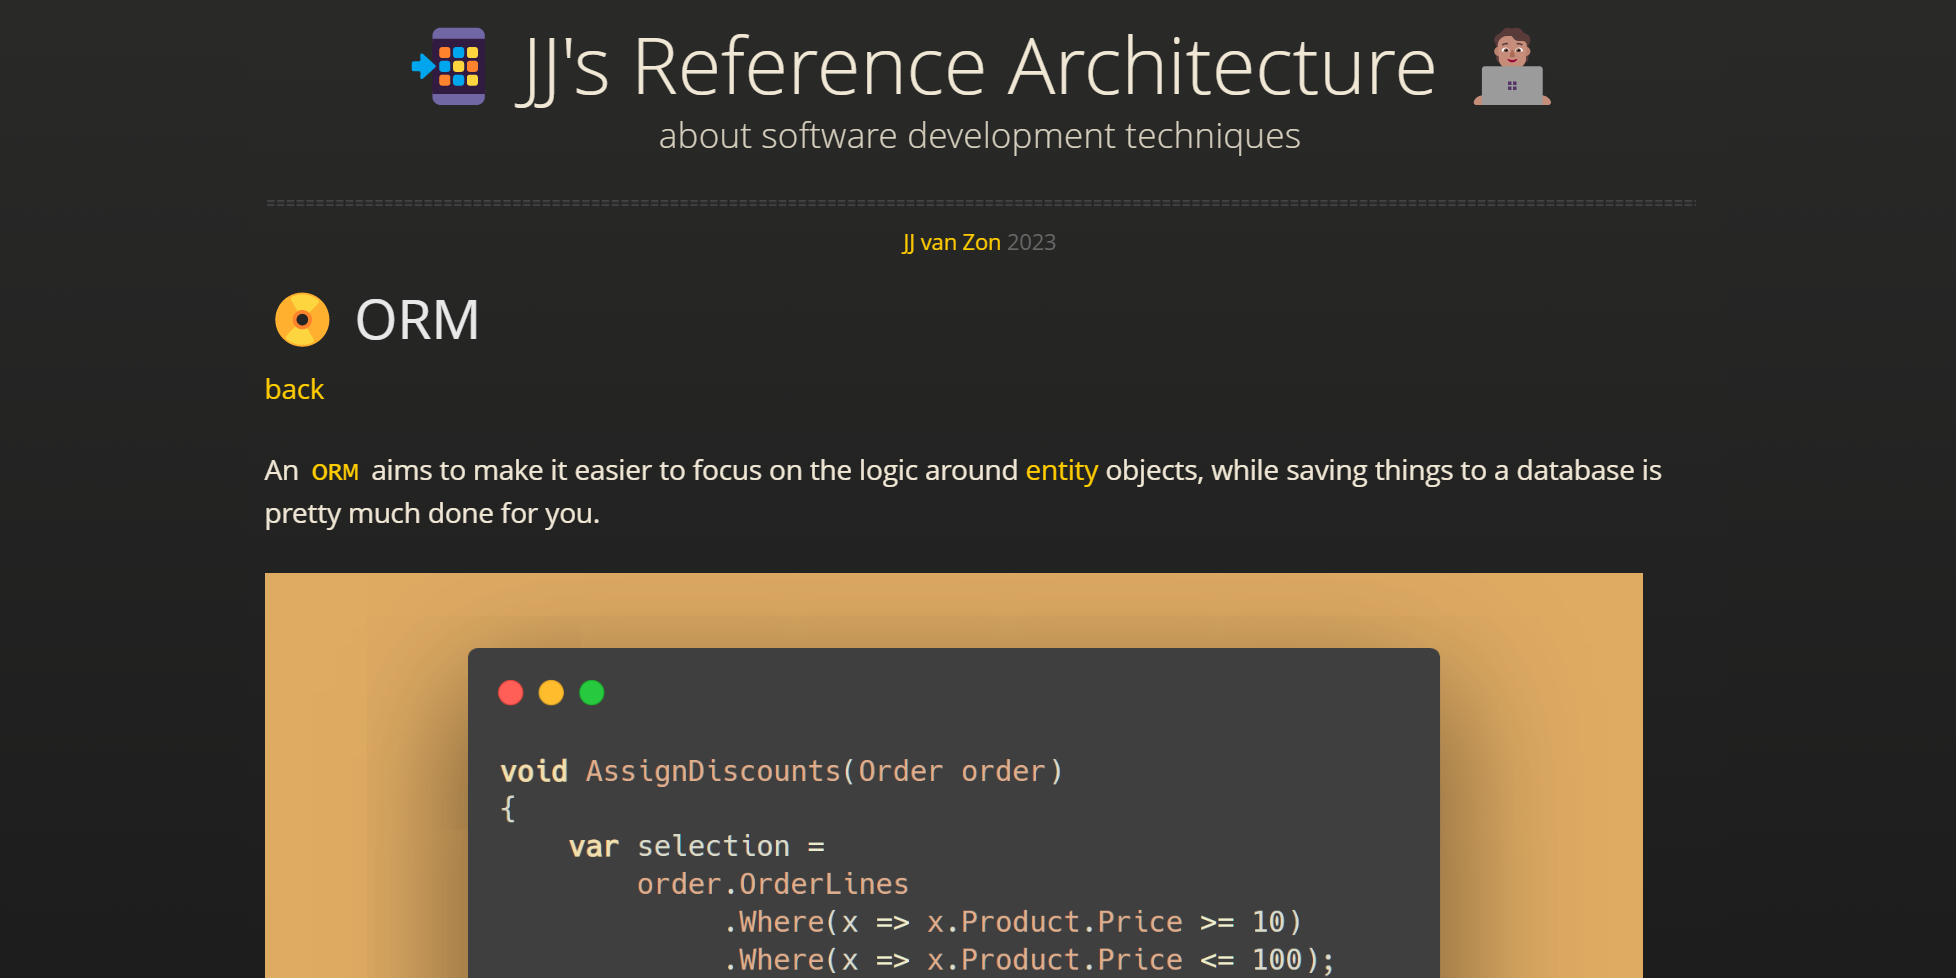 JJ's Reference Architecture
about software development techniques
JJ van Zon 2023
ORM
back
An ORM aims to make it easier to focus on the logic around entity objects, while saving things to a database is
pretty much done for you.
void AssignDiscounts(Order order)
{
    var selection =
        order.OrderLines
             .Where(x => x.Product.Price >= 10)
             .Where(x => x.Product.Price <= 100);